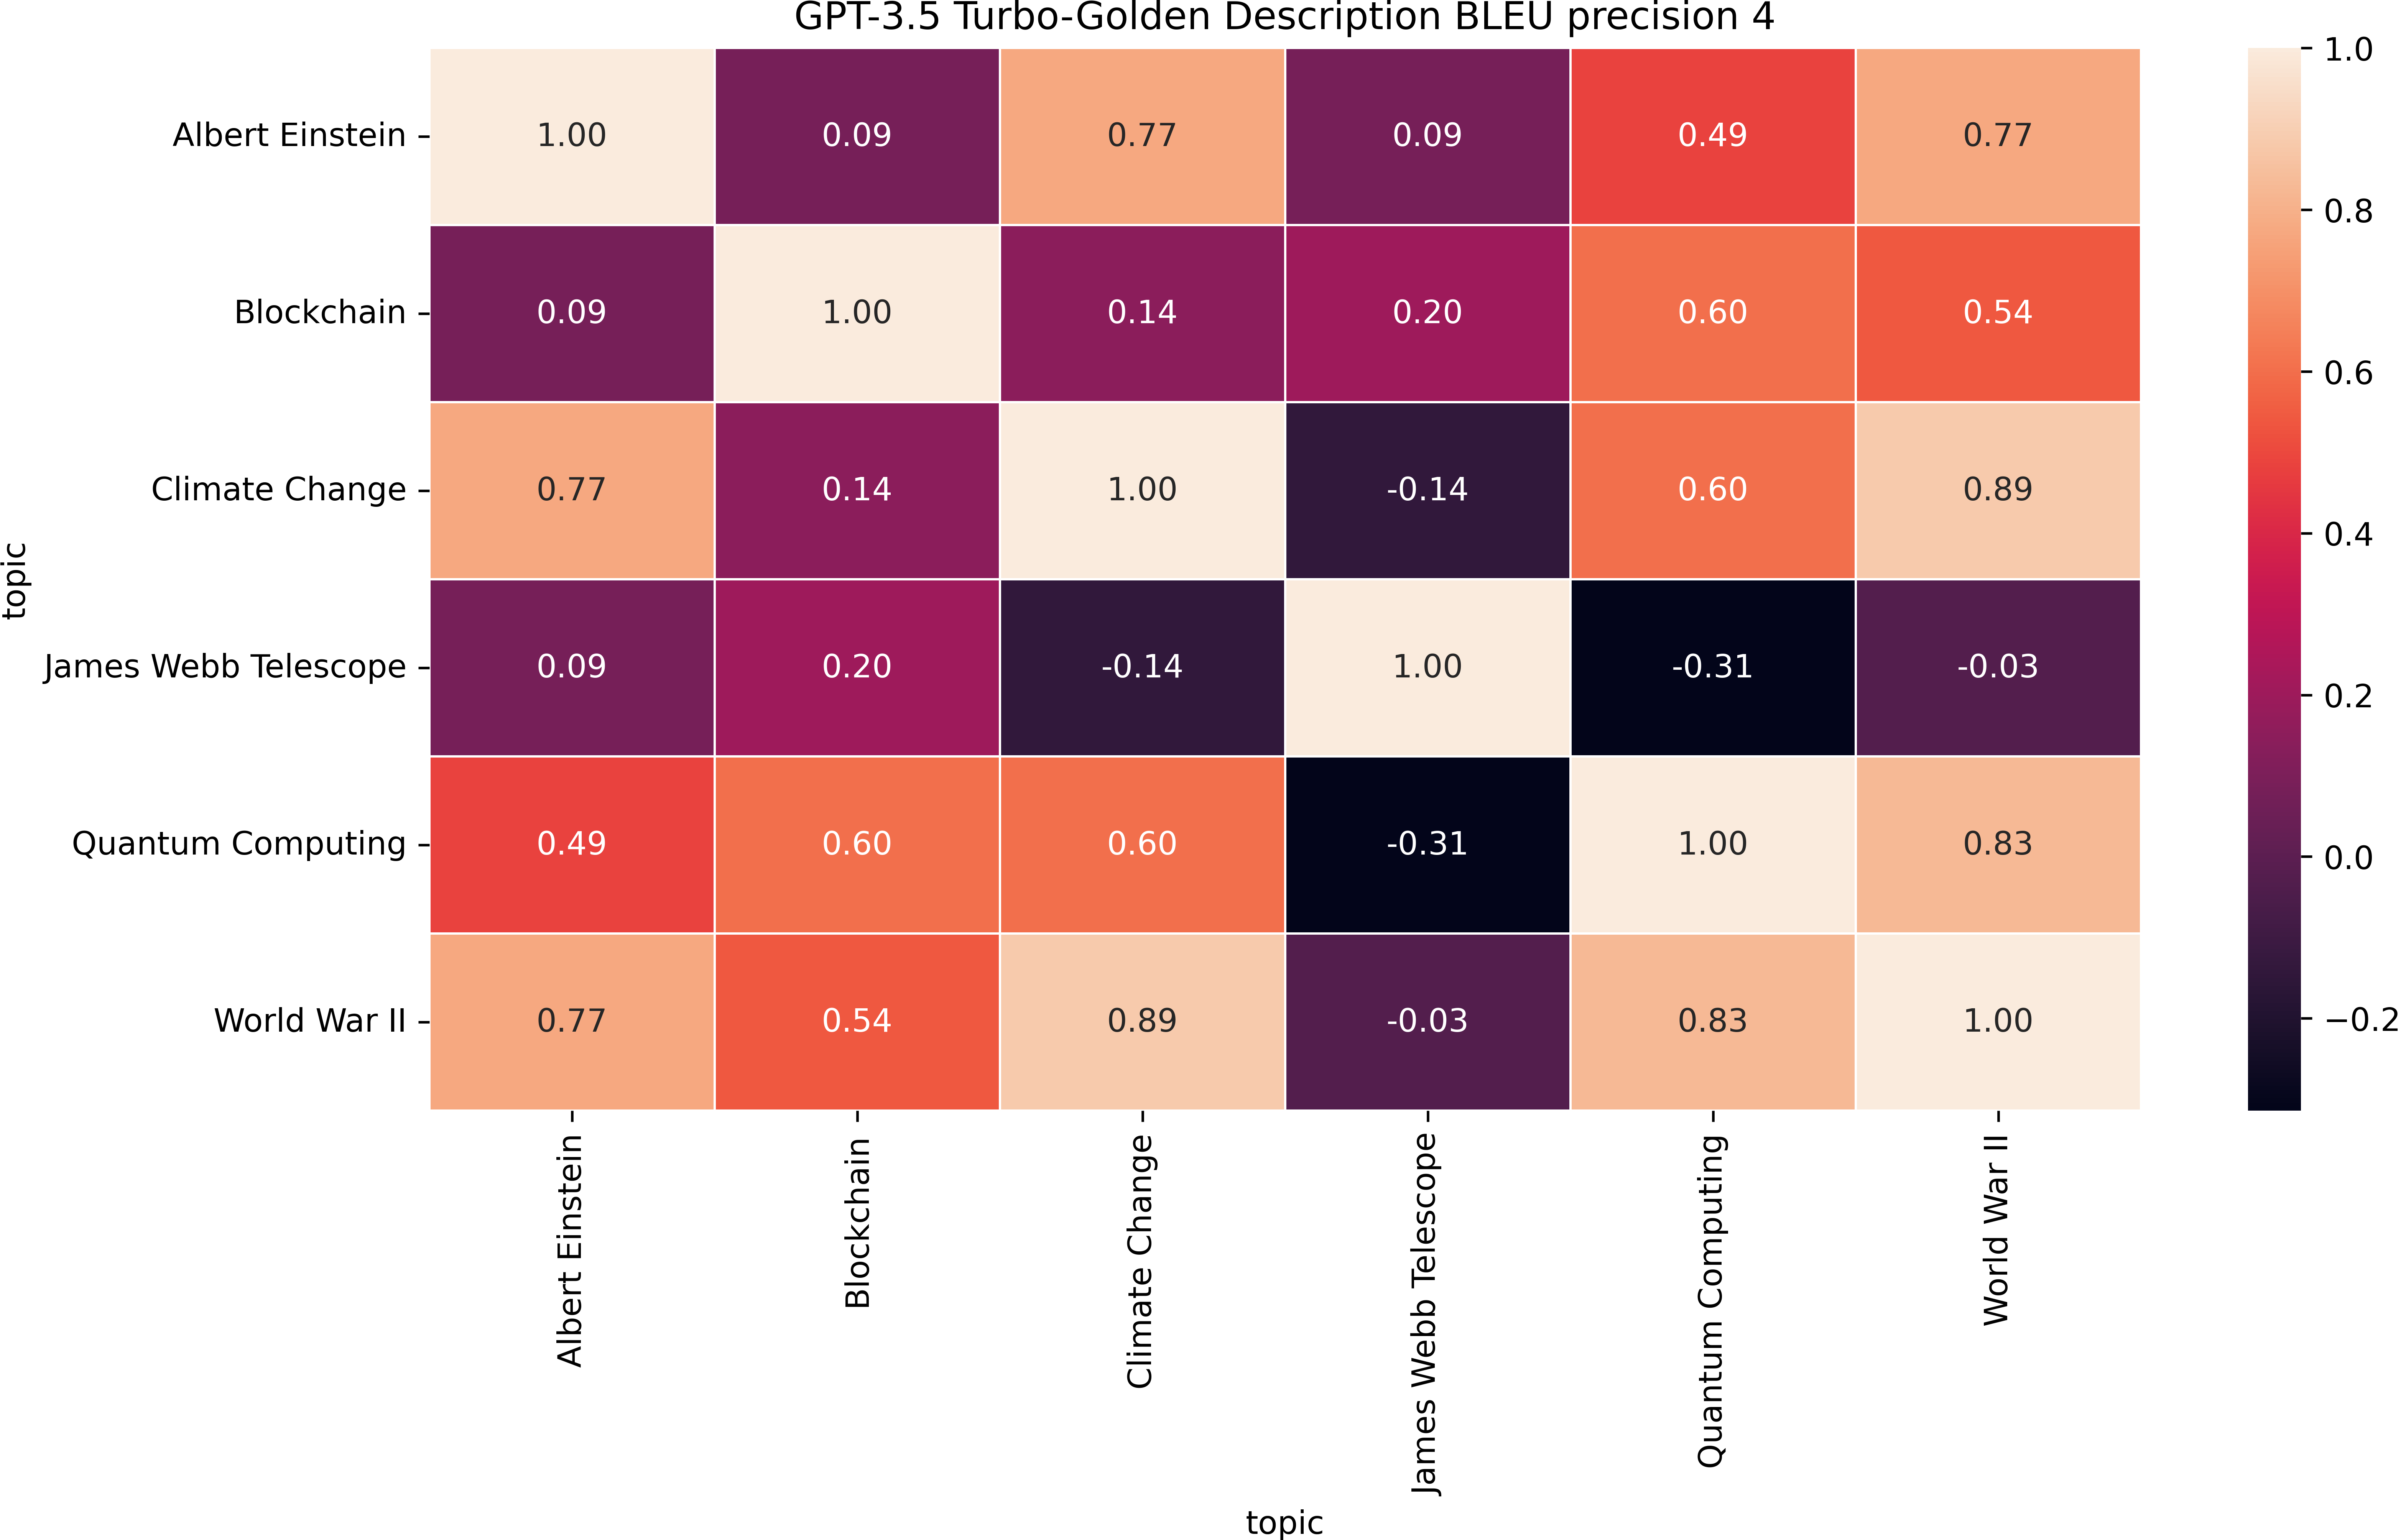 GPT-3.5 Turbo-Golden Description BLEU precision 4
topic
Albert Einstein 1.00 0.09 0.77 0.09 0.49 0.77
Blockchain 0.09 1.00 0.14 0.20 0.60 0.54
Climate Change 0.77 0.14 1.00 -0.14 0.60 0.89
James Webb Telescope 0.09 0.20 -0.14 1.00 -0.31 -0.03
Quantum Computing 0.49 0.60 0.60 -0.31 1.00 0.83
World War II 0.77 0.54 0.89 -0.03 0.83 1.00
Albert Einstein
Blockchain
Climate Change
James Webb Telescope
Quantum Computing
World War II
topic
1.0
0.8
0.6
0.4
0.2
0.0
−0.2